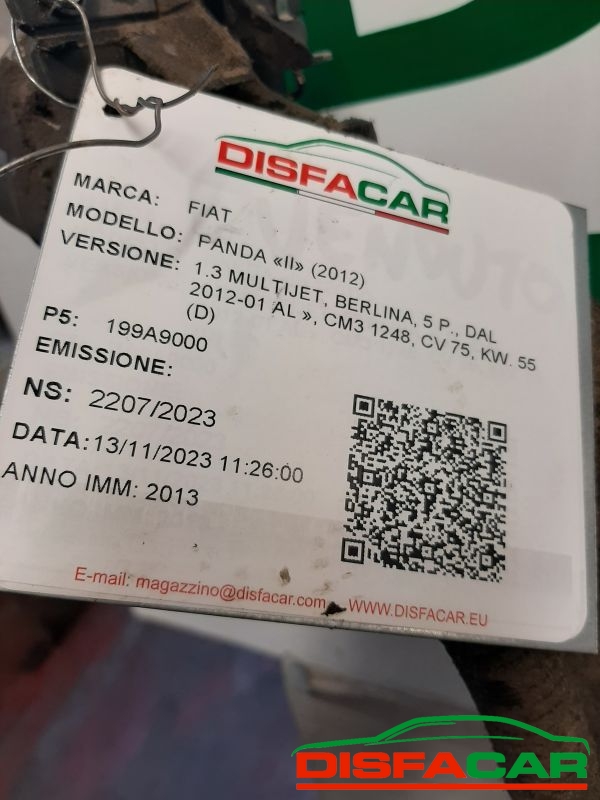 DISFACAR
MARCA: FIAT
MODELLO: PANDA «II» (2012)
VERSIONE: 1.3 MULTIJET, BERLINA, 5 P., DAL
2012-01 AL », CM3 1248, CV 75, KW. 55
(D)
P5: 199A9000
EMISSIONE:
NS: 2207/2023
DATA:13/11/2023 11:26:00
ANNO IMM: 2013
E-mail: magazzino@disfacar.com WWW.DISFACAR.EU
DISFACAR